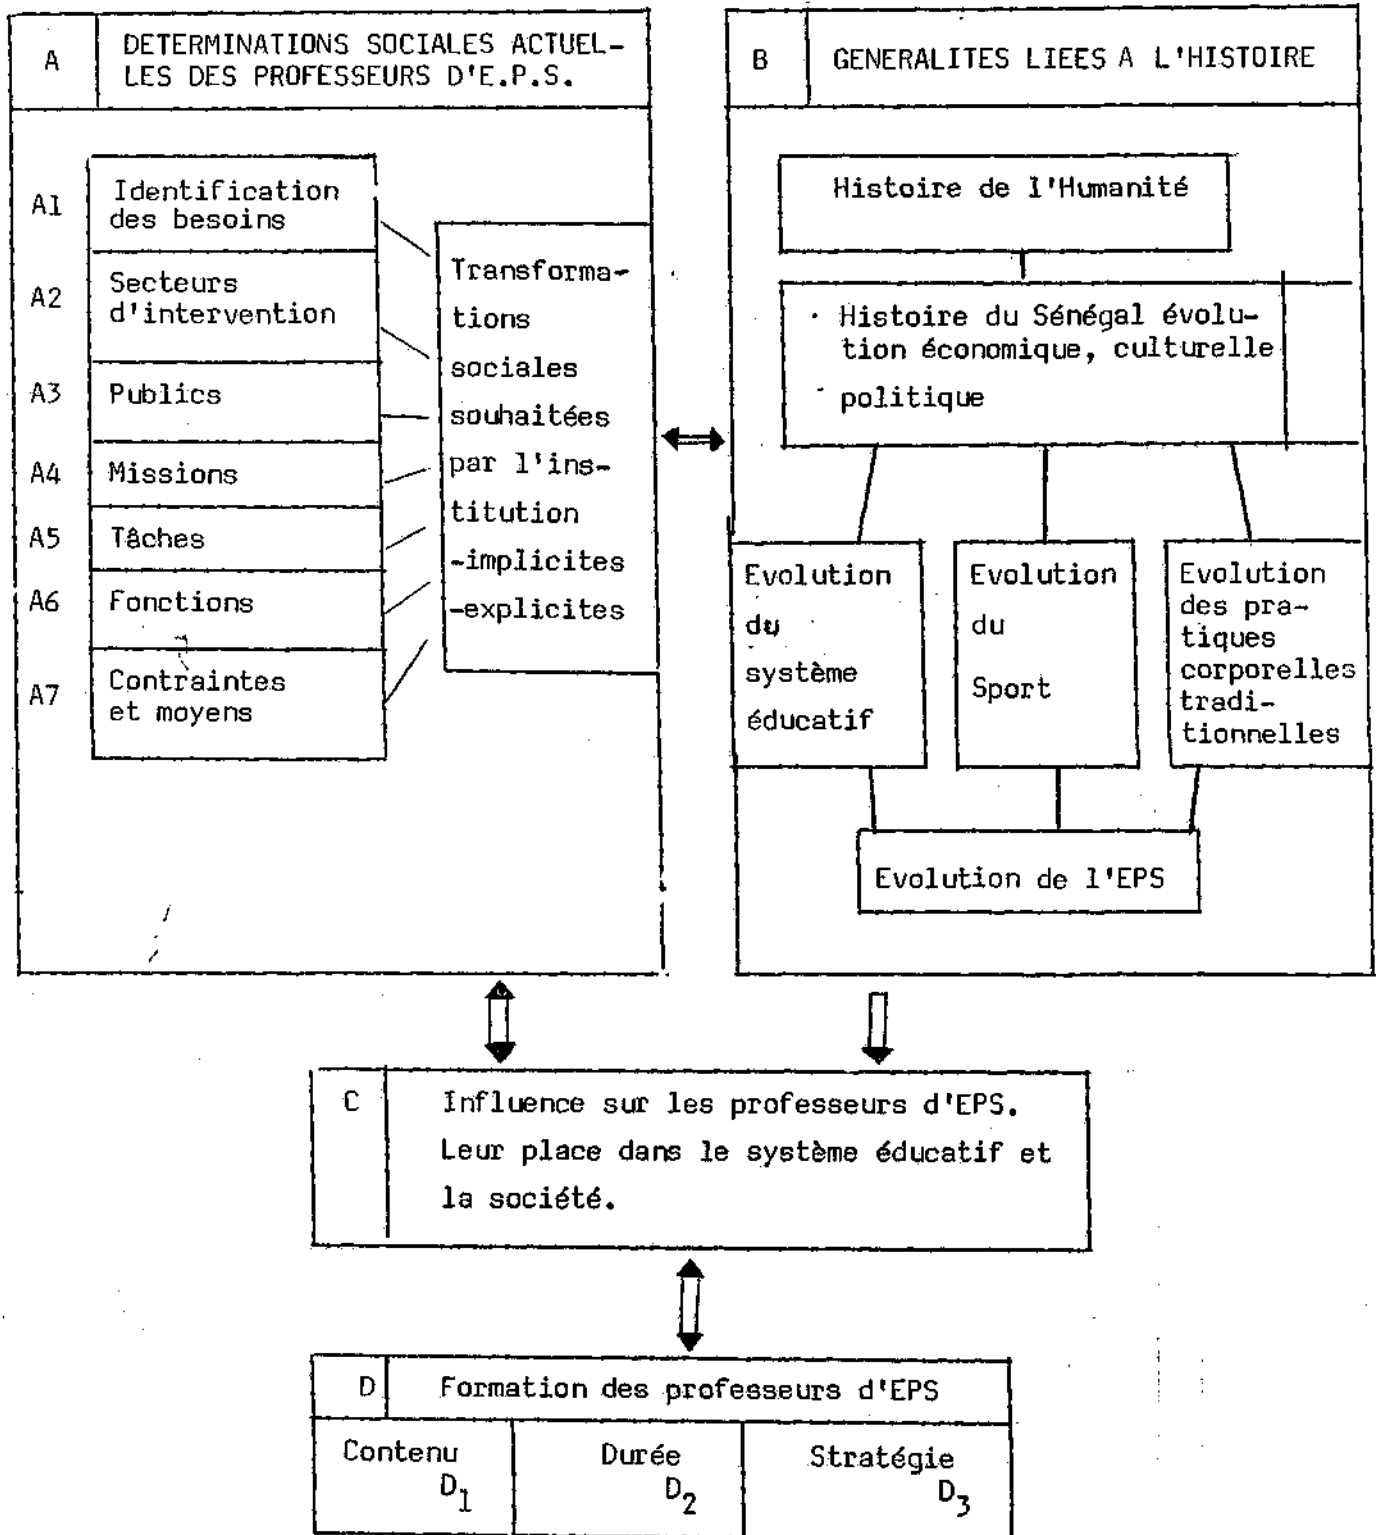 A
DETERMINATIONS SOCIALES ACTUEL-
LES DES PROFESSEURS D'E.P.S.
A1
Identification
des besoins
A2
Secteurs
d'intervention
A3
Publics
A4
Missions
A5
Tâches
A6
Fonctions
A7
Contraintes
et moyens
Transforma-
tions
sociales
souhaitées
par l'ins-
titution
-implicites
-explicites
B
GENERALITES LIEES A L'HISTOIRE
Histoire de l'Humanité
· Histoire du Sénégal évolu-
tion économique, culturelle
· politique
Evolution
du
système
éducatif
Evolution
du
Sport
Evolution
des pra-
tiques
corporelles
tradi-
tionnelles
Evolution de l'EPS
C
Influence sur les professeurs d'EPS.
Leur place dans le système éducatif et
la société.
D
Formation des professeurs d'EPS
Contenu
D1
Durée
D2
Stratégie
D3